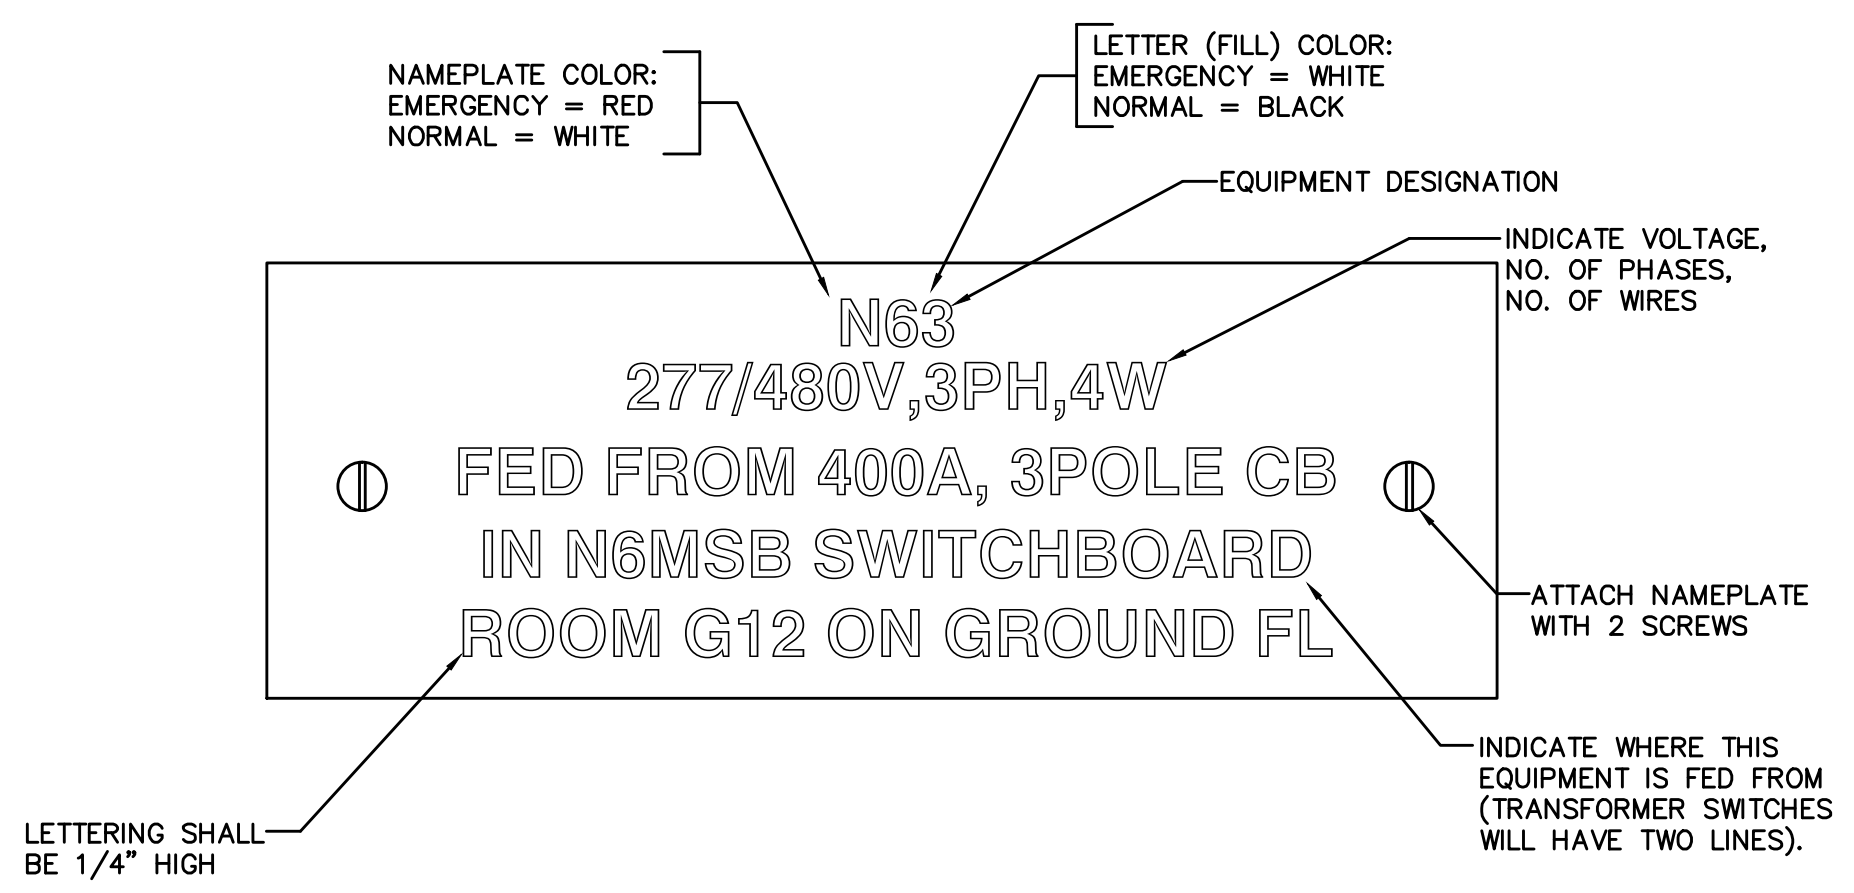 NAMEPLATE COLOR:
EMERGENCY = RED
NORMAL = WHITE
LETTER (FILL) COLOR:
EMERGENCY = WHITE
NORMAL = BLACK
EQUIPMENT DESIGNATION
INDICATE VOLTAGE,
NO. OF PHASES,
NO. OF WIRES
N63
277/480V,3PH,4W
FED FROM 400A, 3POLE CB
IN N6MSB SWITCHBOARD
ROOM G12 ON GROUND FL
ATTACH NAMEPLATE
WITH 2 SCREWS
INDICATE WHERE THIS
EQUIPMENT IS FED FROM
(TRANSFORMER SWITCHES
WILL HAVE TWO LINES).
LETTERING SHALL
BE 1/4" HIGH